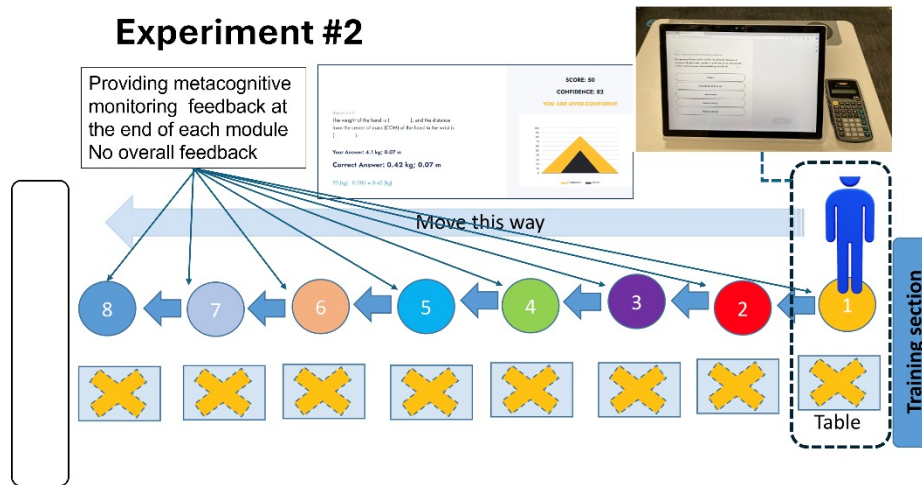 Experiment #2
Providing metacognitive
monitoring feedback at
the end of each module
No overall feedback
SCORE: 50
CONFIDENCE: 82
YOU ARE OVER-CONFIDENT
The weight of the hand is ( ), and the distance
from the center of mass (COM) of the hand to the wrist is
( ).
Your Answer: 4.1 kg; 0.07 m
Correct Answer: 0.42 kg; 0.07 m
Move this way
8
7
6
5
4
3
2
1
Table
Training section